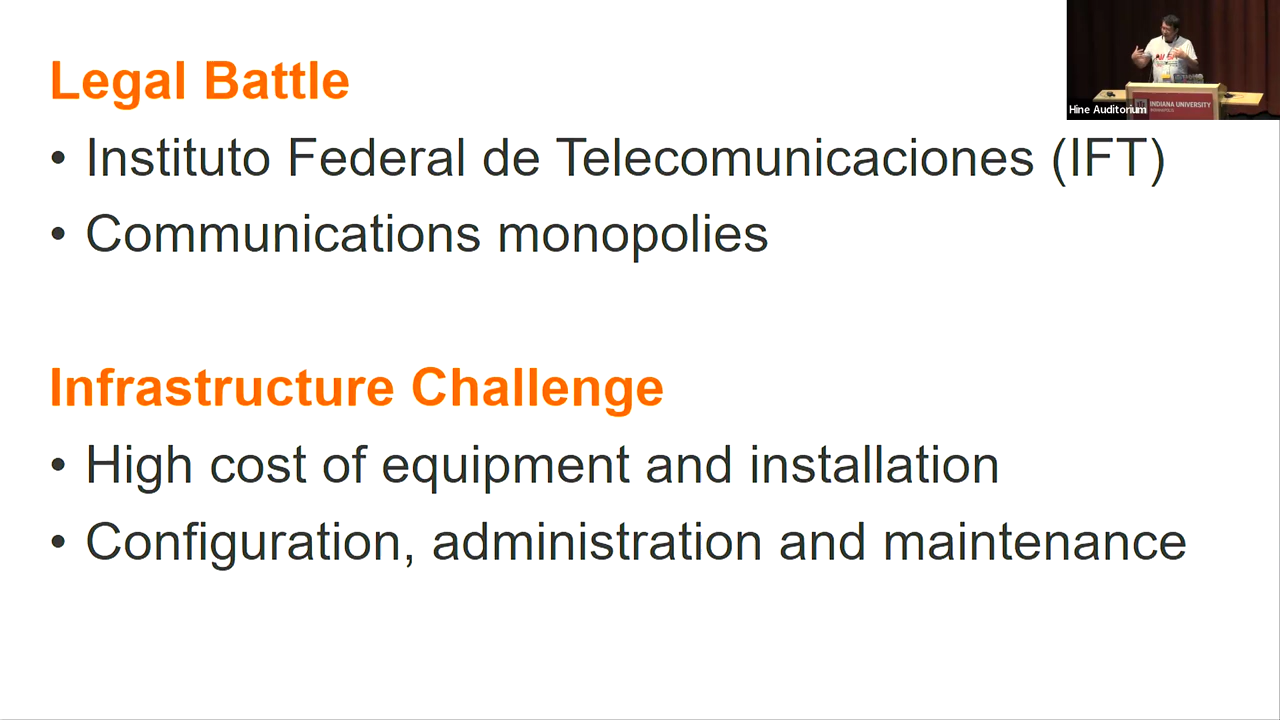 Legal Battle
• Instituto Federal de Telecomunicaciones (IFT)
• Communications monopolies
Infrastructure Challenge
• High cost of equipment and installation
• Configuration, administration and maintenance
Hine Auditorium
INDIANA UNIVERSITY